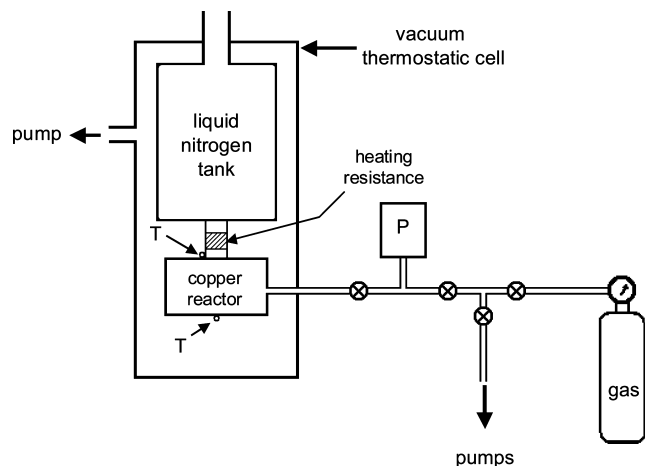 vacuum
thermostatic cell
liquid
nitrogen
tank
pump
heating
resistance
P
T
copper
reactor
T
gas
pumps